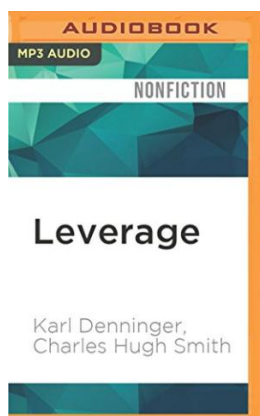 AUDIOBOOK
MP3 AUDIO
NONFICTION
Leverage
Karl Denninger,
Charles Hugh Smith